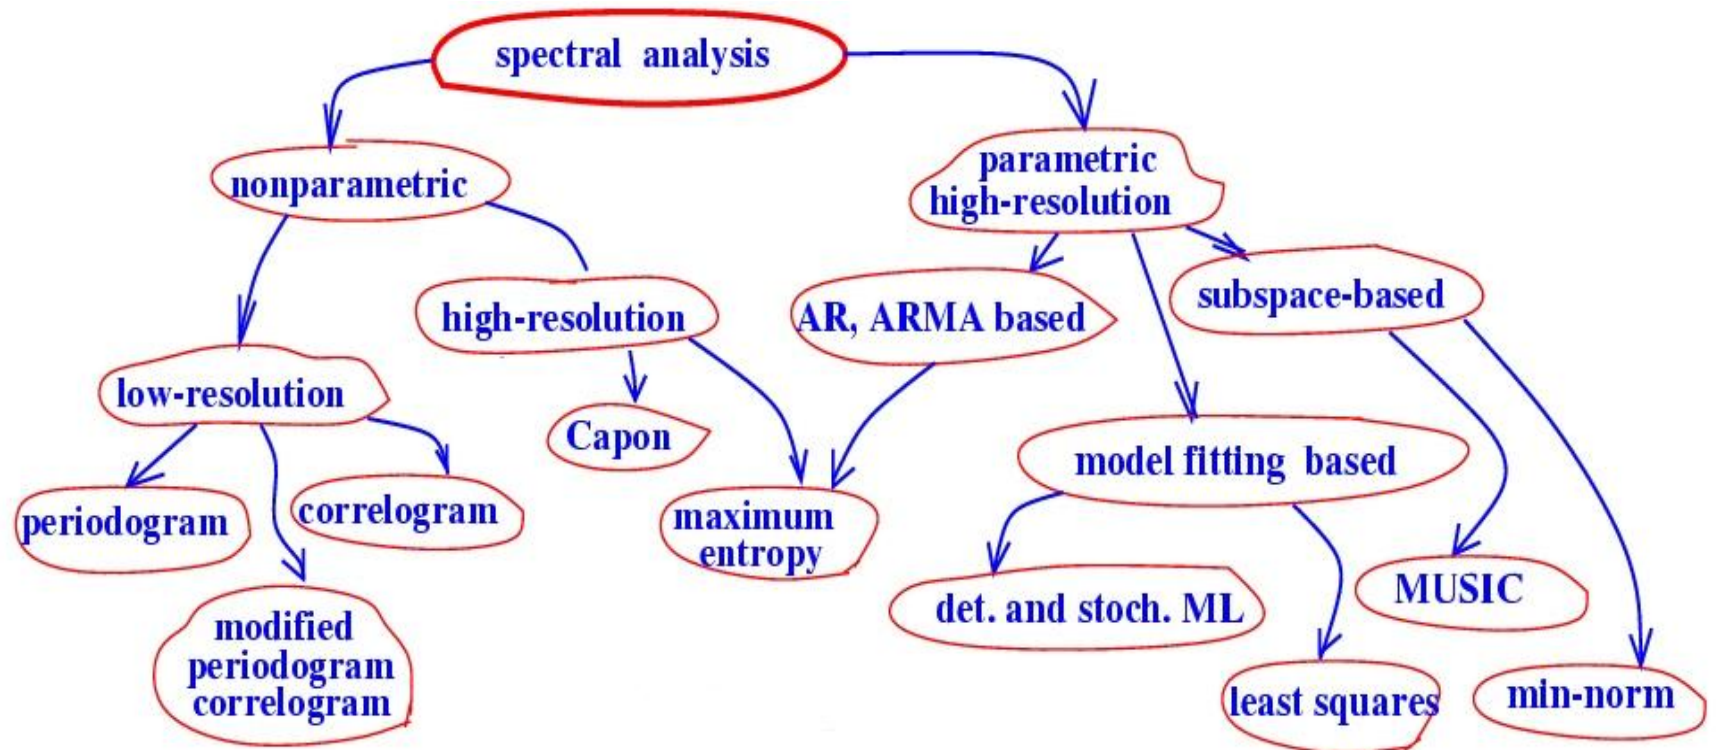 spectral analysis
nonparametric
parametric
high-resolution
high-resolution
AR, ARMA based
subspace-based
low-resolution
Capon
model fitting based
periodogram
correlogram
maximum
entropy
det. and stoch. ML
MUSIC
modified
periodogram
correlogram
least squares
min-norm